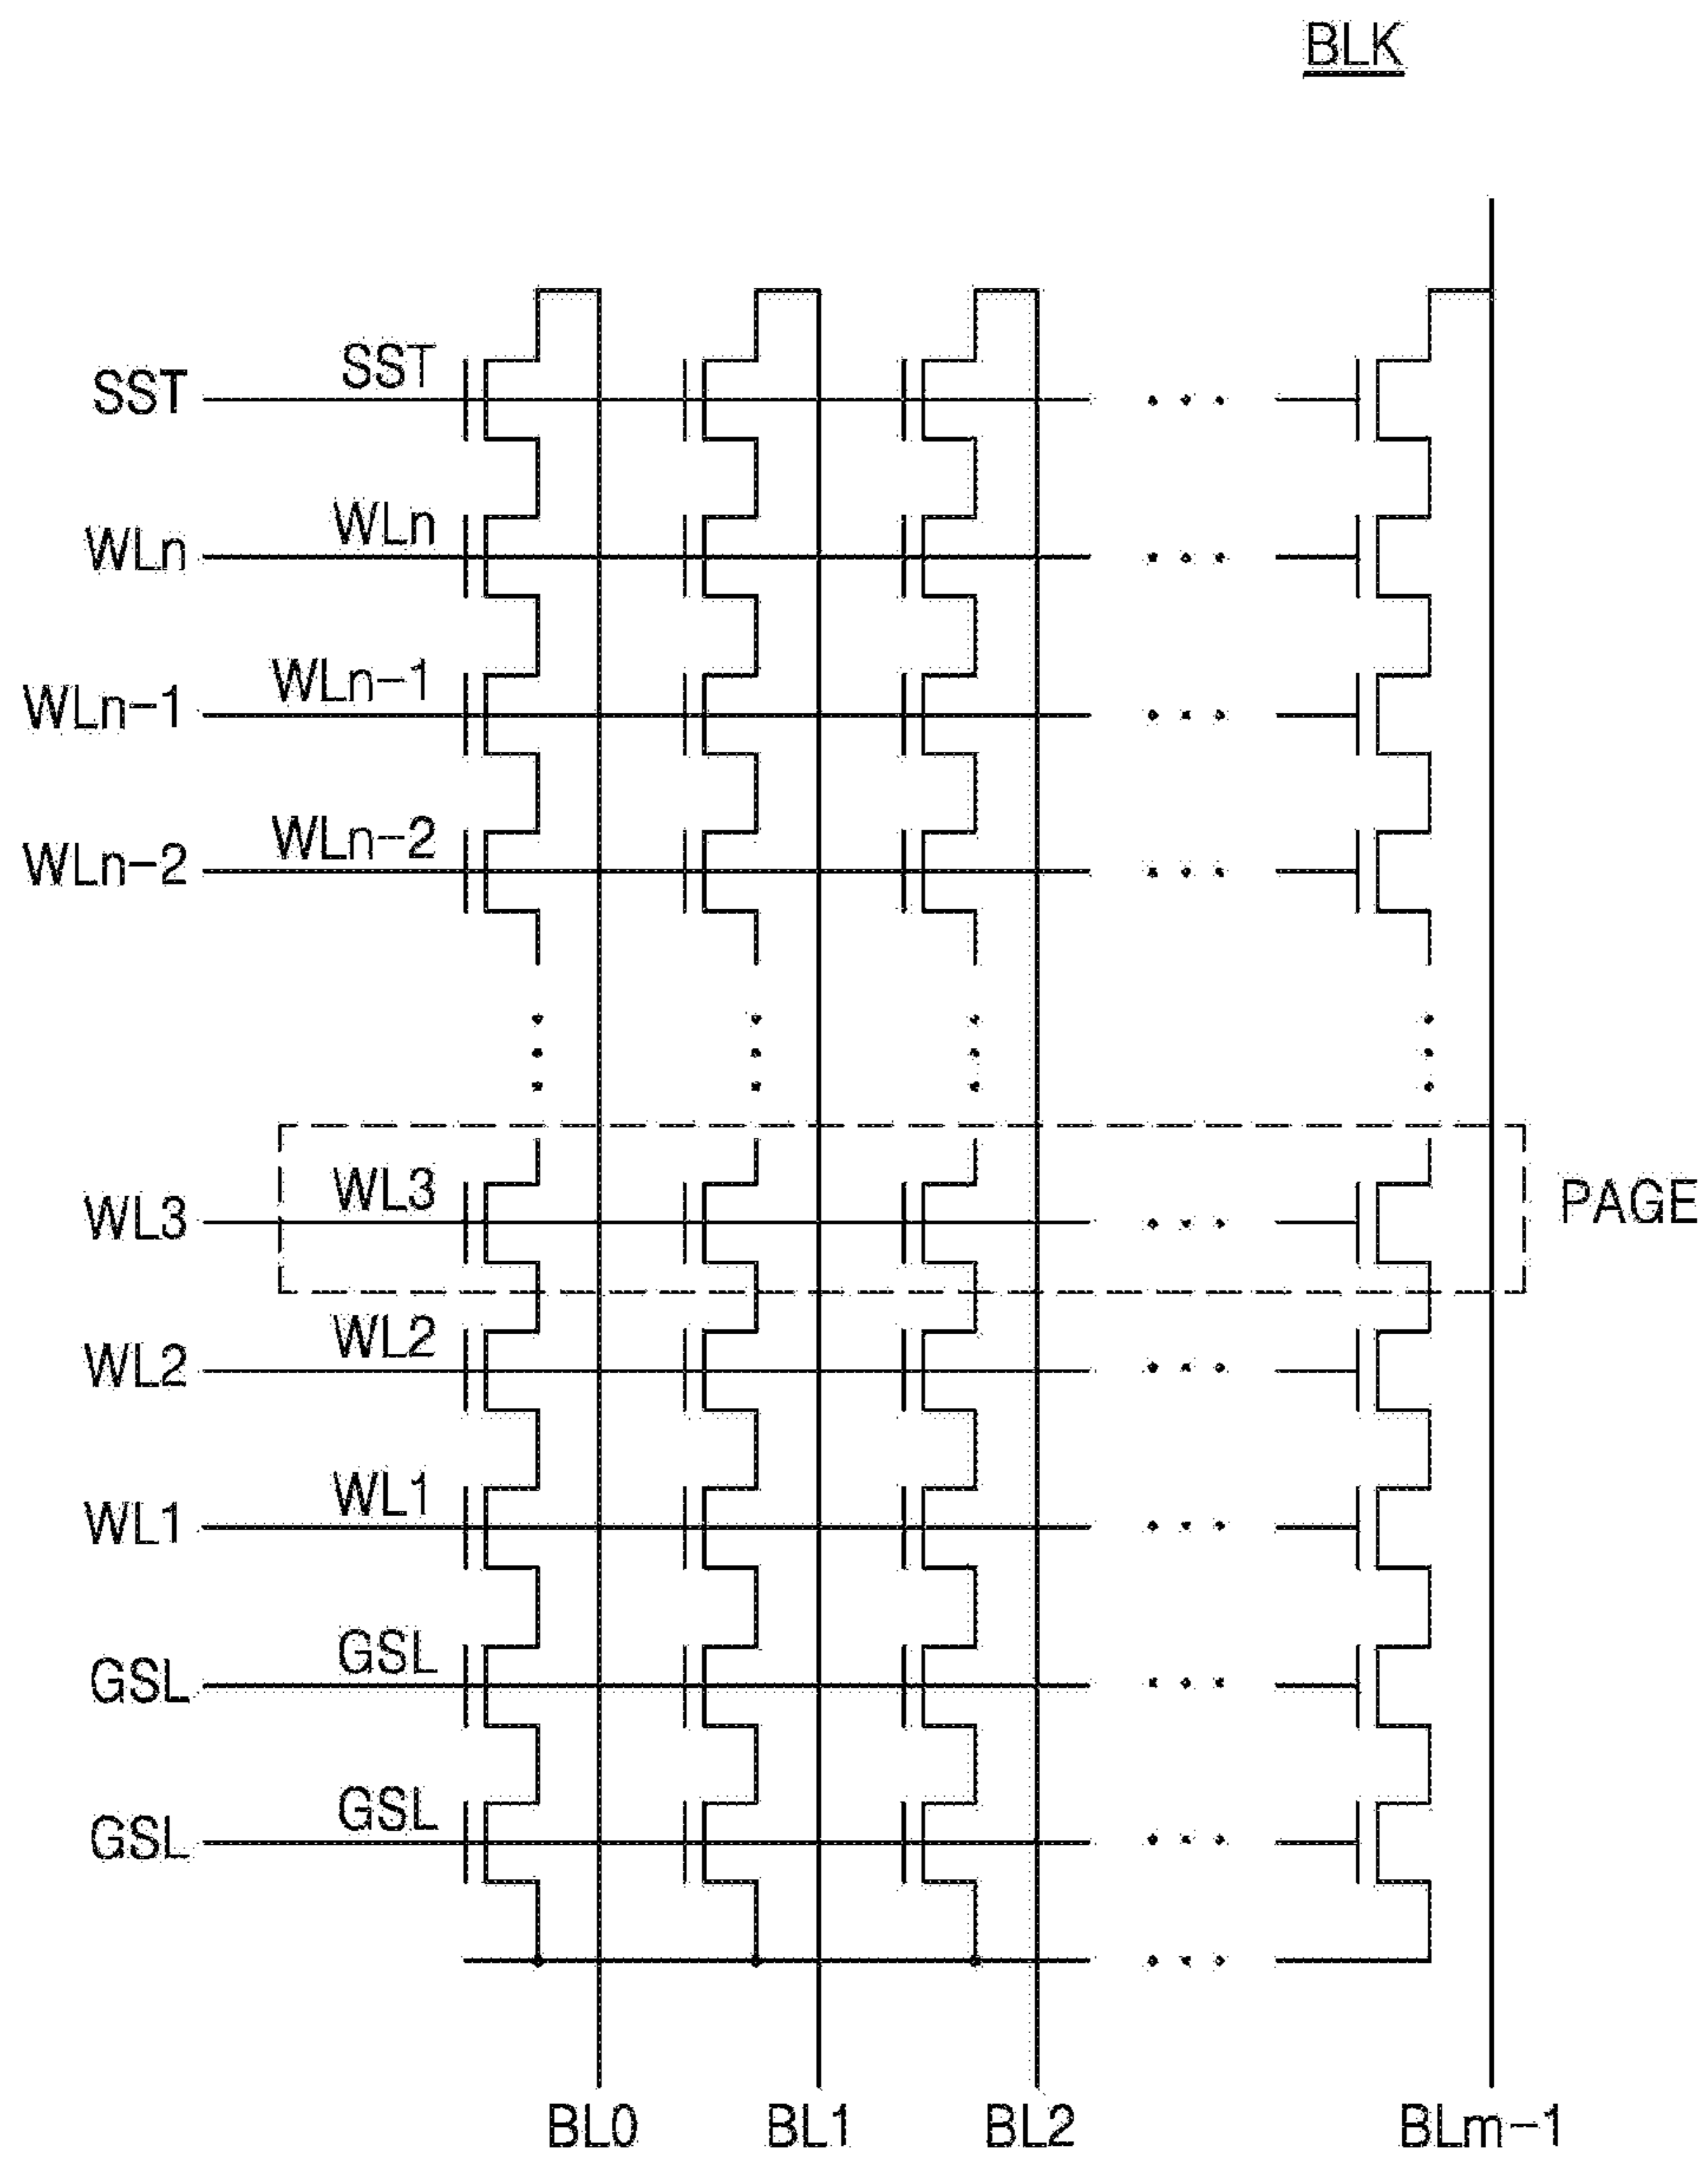 BLK
SST SST
WLn WLn
WLn-1 WLn-1
WLn-2 WLn-2
WL3 WL3 PAGE
WL2 WL2
WL1 WL1
GSL GSL
GSL GSL
BL0 BL1 BL2 BLm-1